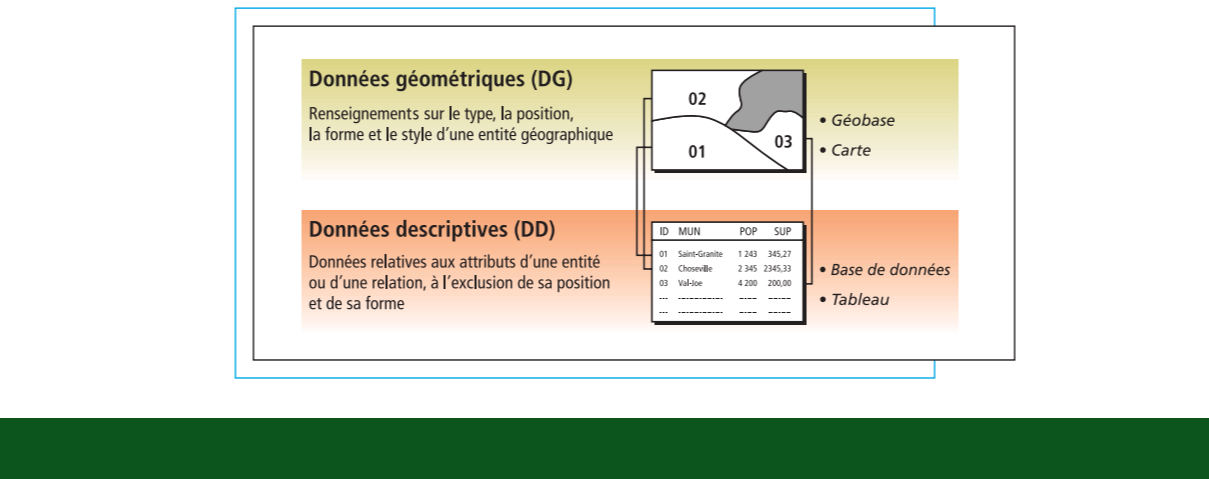 Données géométriques (DG)
Renseignements sur le type, la position,
la forme et le style d'une entité géographique
02
01
03
• Géobase
• Carte
Données descriptives (DD)
Données relatives aux attributs d'une entité
ou d'une relation, à l'exclusion de sa position
et de sa forme
ID MUN POP SUP
01 Saint-Granite 1 243 345,27
02 Choseville 2 345 2345,33
03 Val-Joe 4 200 200,00
• Base de données
• Tableau